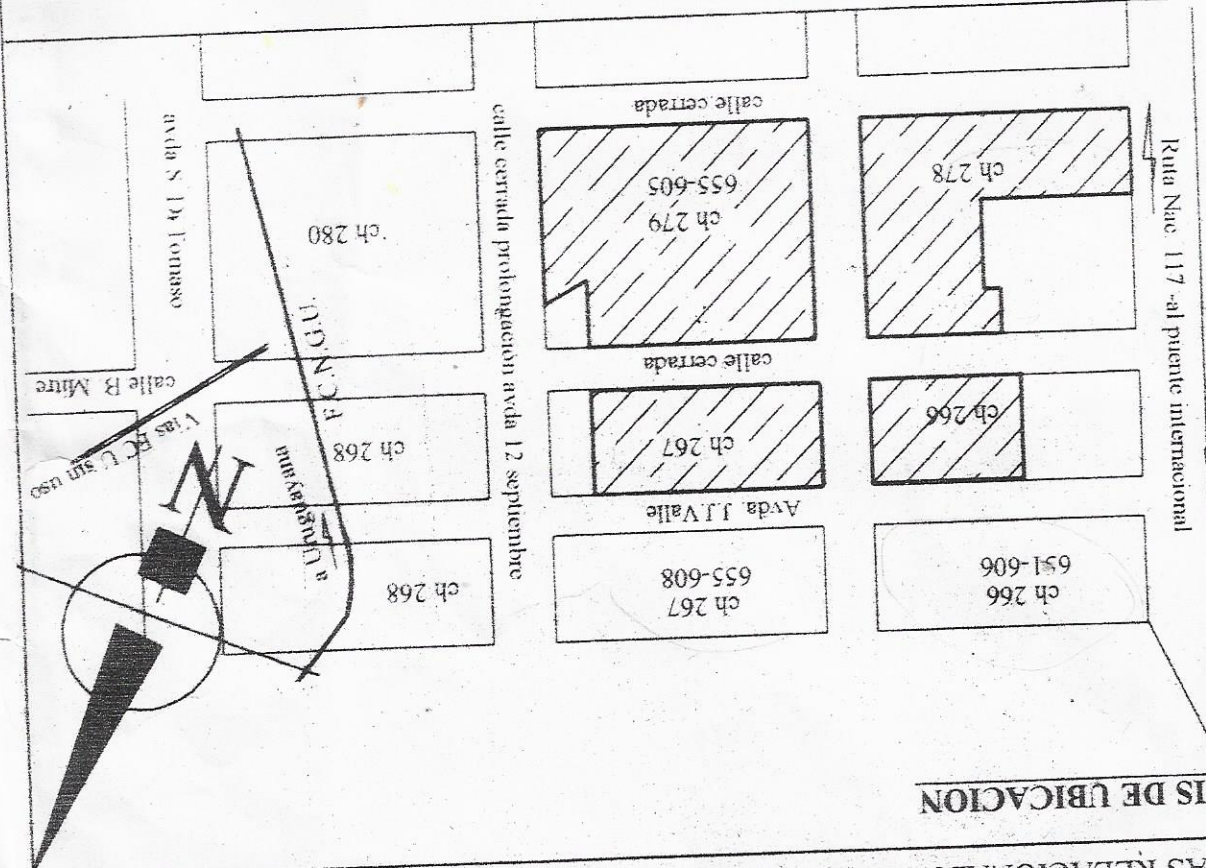 IS DE UBICACION
ch 266
651-606
ch 267
655-608
ch 268
Avda. J.J.Valle
ch 266
ch 267
ch 268
a Uruguayana
Vias FC U sin uso
N
calle B. Mitre
calle cerrada
F.C.N.G.U.
Ruta Nac. 117 -al puente internacional
ch 278
ch 279
655-605
ch 280
calle cerrada prolongación avda 12 septiembre
avda S. Di Tomaso
calle cerrada